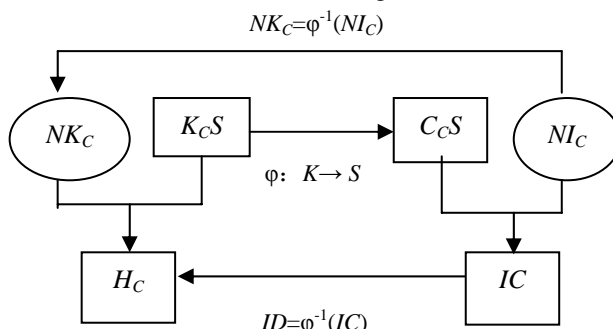 NK_C=φ⁻¹(NI_C)
NK_C K_CS C_CS NI_C
φ：K→S
H_C IC
ID=φ⁻¹(IC)